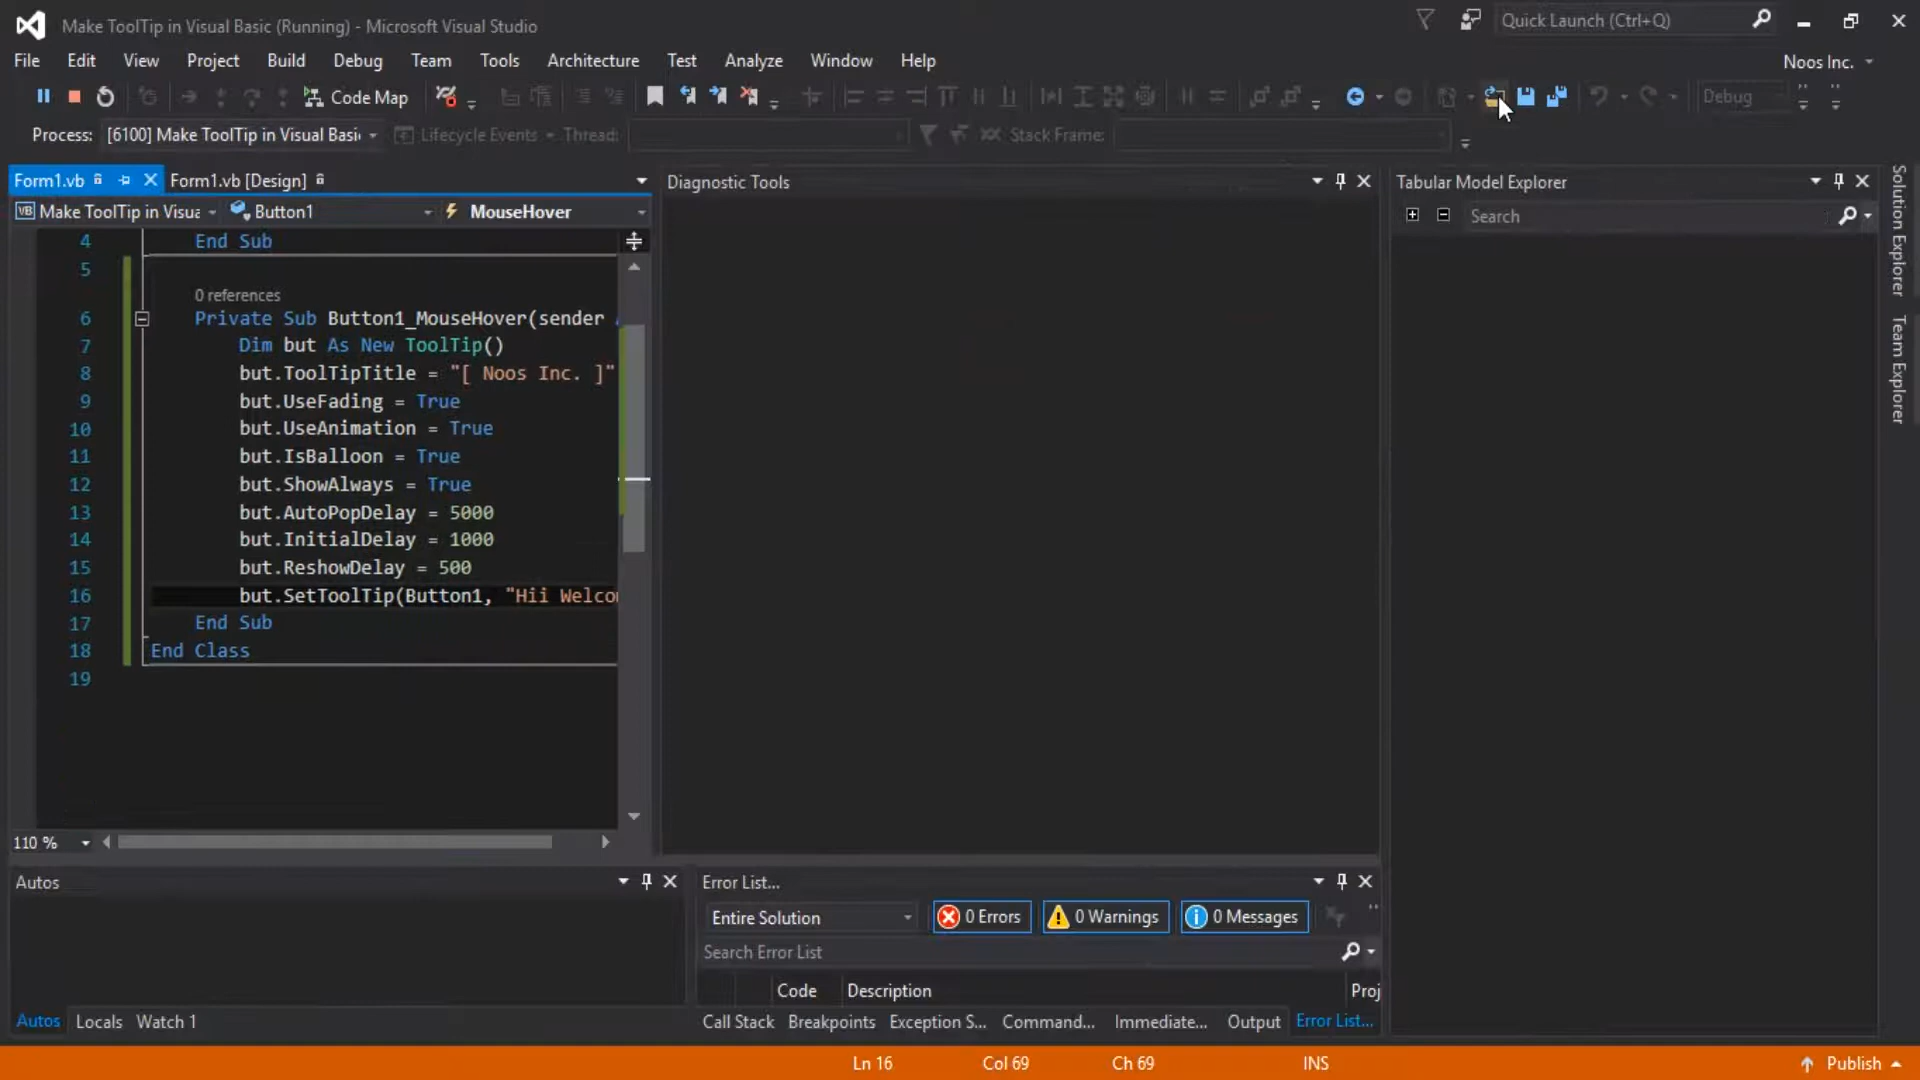 Make ToolTip in Visual Basic (Running) - Microsoft Visual Studio
Quick Launch (Ctrl+Q)
File Edit View Project Build Debug Team Tools Architecture Test Analyze Window Help
Noos Inc.
Code Map
Debug
Process: [6100] Make ToolTip in Visual Basi Lifecycle Events Thread: Stack Frame:
Form1.vb Form1.vb [Design]
Make ToolTip in Visua Button1 MouseHover
4 End Sub
5
0 references
6 Private Sub Button1_MouseHover(sender
7 Dim but As New ToolTip()
8 but.ToolTipTitle = "[ Noos Inc. ]"
9 but.UseFading = True
10 but.UseAnimation = True
11 but.IsBalloon = True
12 but.ShowAlways = True
13 but.AutoPopDelay = 5000
14 but.InitialDelay = 1000
15 but.ReshowDelay = 500
16 but.SetToolTip(Button1, "Hii Welco
17 End Sub
18 End Class
19
110 %
Diagnostic Tools
Tabular Model Explorer
Search
Solution Explorer
Team Explorer
Autos
Autos Locals Watch 1
Error List...
Entire Solution 0 Errors 0 Warnings 0 Messages
Search Error List
Code Description Proj
Call Stack Breakpoints Exception S... Command... Immediate... Output Error List...
Ln 16 Col 69 Ch 69 INS Publish